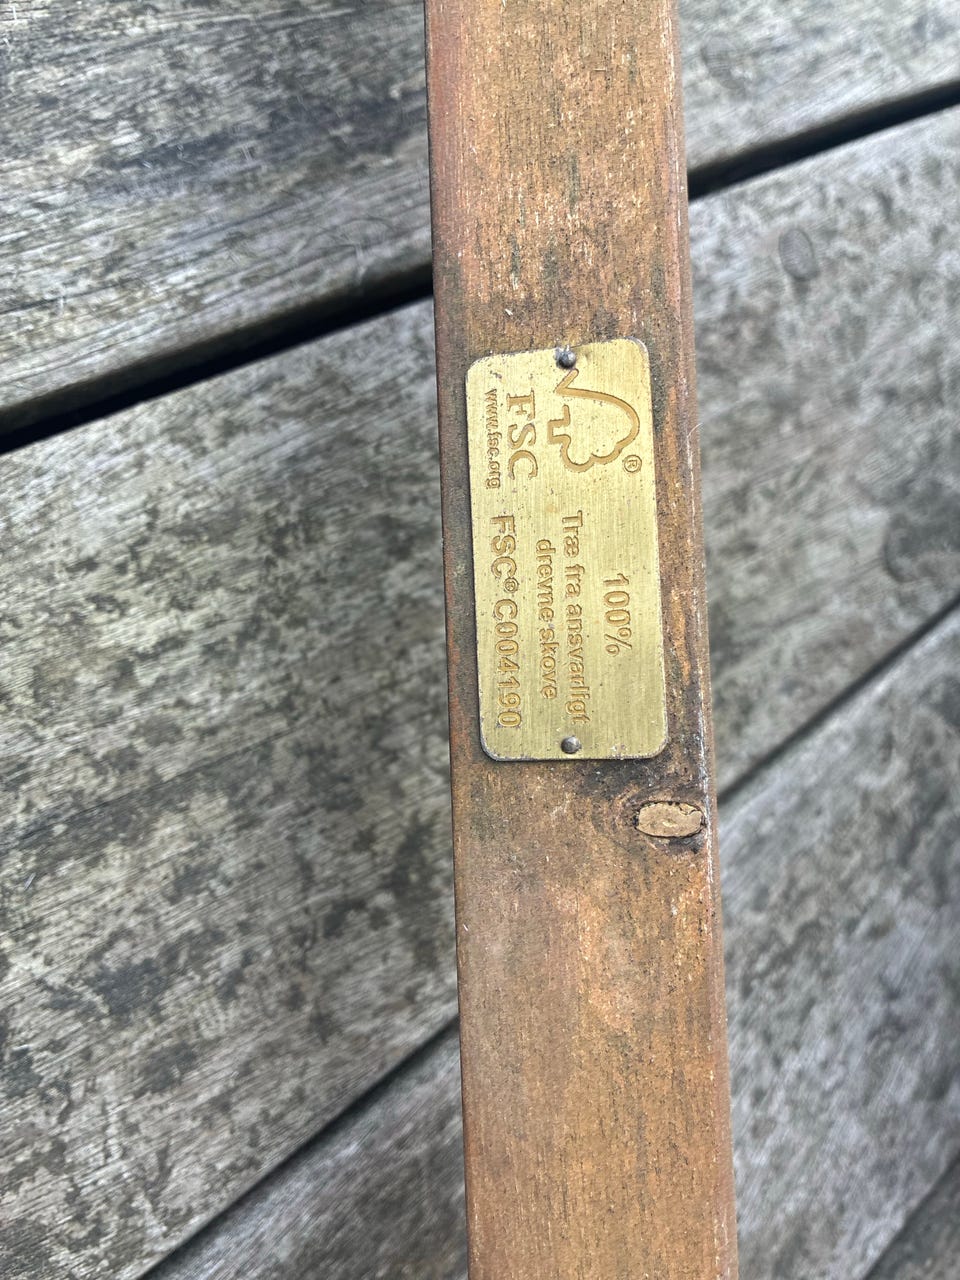 ®
FSC
www.fsc.org
100%
Træ fra ansvarligt
drevne skove
FSC® C004190